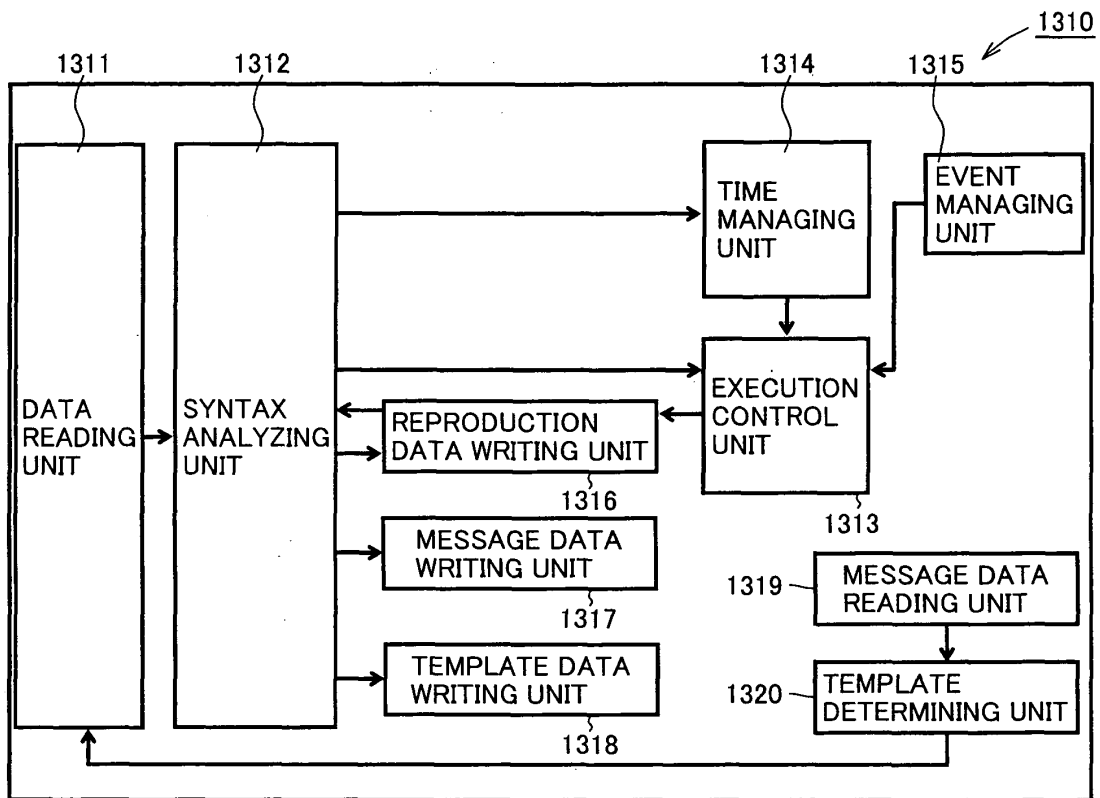 1310
1311
1312
1314
1315
TIME
MANAGING
UNIT
EVENT
MANAGING
UNIT
DATA
READING
UNIT
SYNTAX
ANALYZING
UNIT
EXECUTION
CONTROL
UNIT
REPRODUCTION
DATA WRITING UNIT
1316
1313
MESSAGE DATA
WRITING UNIT
1317
1319
MESSAGE DATA
READING UNIT
TEMPLATE DATA
WRITING UNIT
1318
1320
TEMPLATE
DETERMINING UNIT